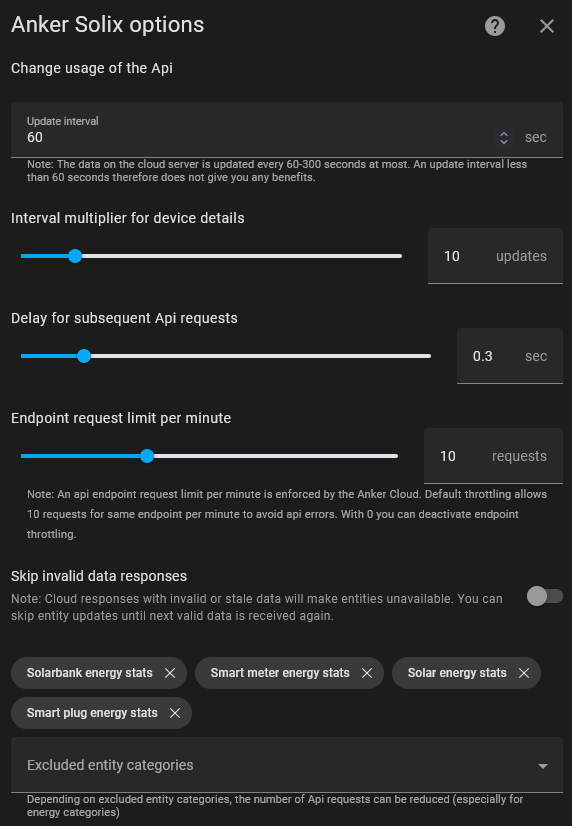 Anker Solix options
Change usage of the Api
Update interval
60
sec
Note: The data on the cloud server is updated every 60-300 seconds at most. An update interval less
than 60 seconds therefore does not give you any benefits.
Interval multiplier for device details
10 updates
Delay for subsequent Api requests
0.3 sec
Endpoint request limit per minute
10 requests
Note: An api endpoint request limit per minute is enforced by the Anker Cloud. Default throttling allows
10 requests for same endpoint per minute to avoid api errors. With 0 you can deactivate endpoint
throttling.
Skip invalid data responses
Note: Cloud responses with invalid or stale data will make entities unavailable. You can
skip entity updates until next valid data is received again.
Solarbank energy stats
Smart meter energy stats
Solar energy stats
Smart plug energy stats
Excluded entity categories
Depending on excluded entity categories, the number of Api requests can be reduced (especially for
energy categories)